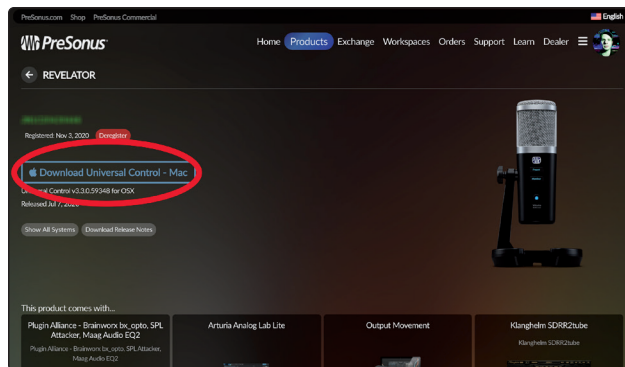 PreSonus.com Shop PreSonus Commercial English
PreSonus Home Products Exchange Workspaces Orders Support Learn Dealer
REVELATOR
Registered: Nov 3, 2020 Deregister
Download Universal Control - Mac
Universal Control v3.3.0.59348 for OSX
Released Jul 7, 2020
Show All Systems Download Release Notes
This product comes with...
Plugin Alliance - Brainworx bx_opto, SPL
Attacker, Maag Audio EQ2
Plugin Alliance - Brainworx bx_opto, SPL Attacker,
Maag Audio EQ2
Arturia Analog Lab Lite
Output Movement
Klanghelm SDRR2tube
Klanghelm SDRR2tube